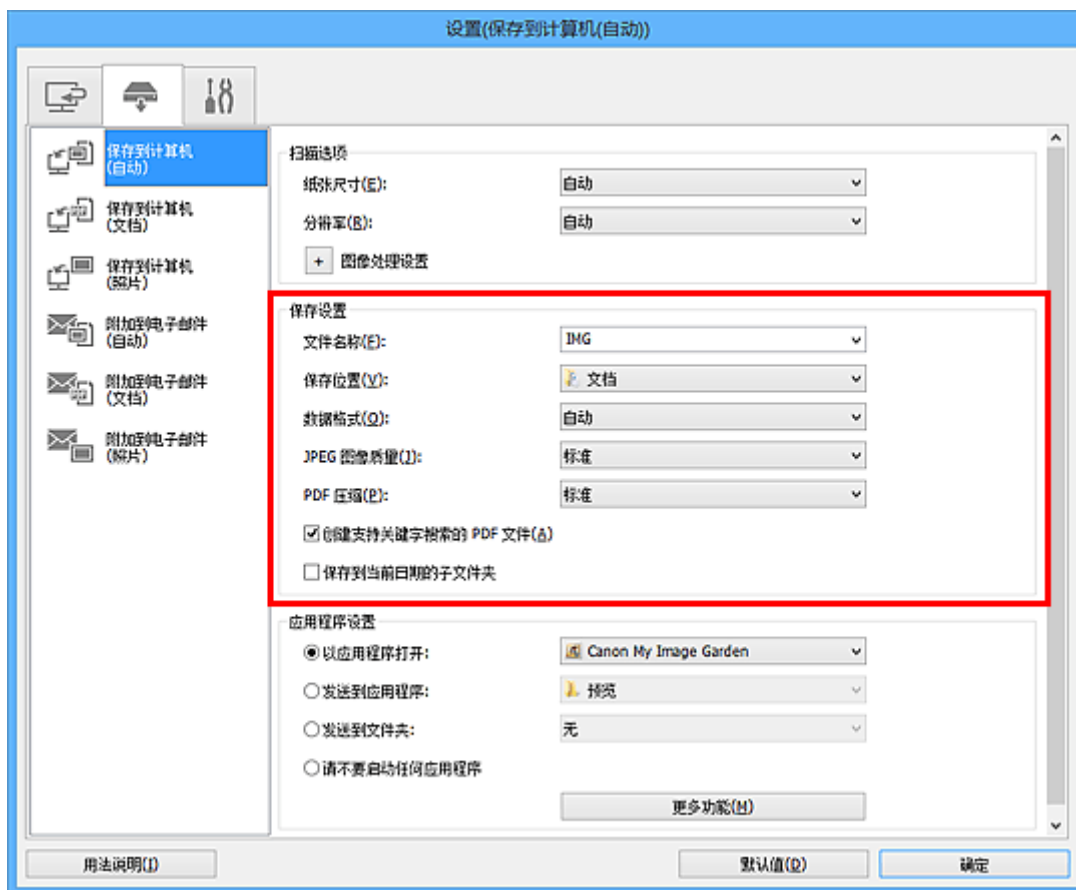 设置(保存到计算机(自动))
保存到计算机
(自动)
保存到计算机
(文档)
保存到计算机
(照片)
附加到电子邮件
(自动)
附加到电子邮件
(文档)
附加到电子邮件
(照片)
扫描选项
纸张尺寸(E): 自动
分辨率(R): 自动
+ 图像处理设置
保存设置
文件名称(F): IMG
保存位置(V): 文档
数据格式(O): 自动
JPEG 图像质量(J): 标准
PDF 压缩(P): 标准
创建支持关键字搜索的 PDF 文件(A)
保存到当前日期的子文件夹
应用程序设置
以应用程序打开: Canon My Image Garden
发送到应用程序: 预览
发送到文件夹: 无
请不要启动任何应用程序
更多功能(M)
用法说明(I) 默认值(D) 确定